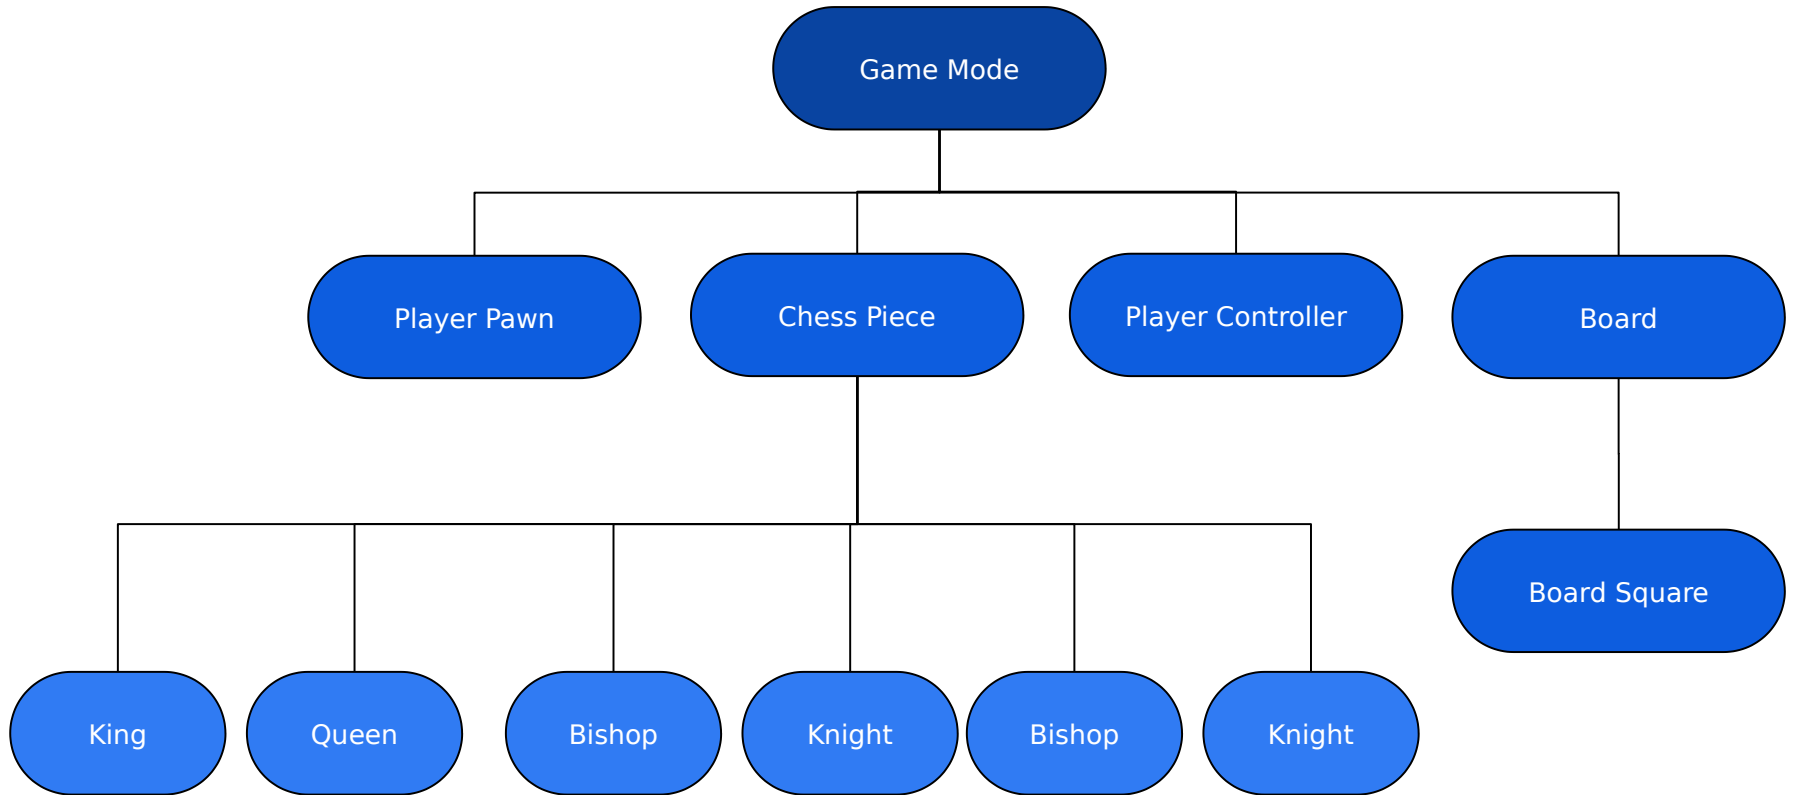 Game Mode
Player Pawn
Chess Piece
Player Controller
Board
Board Square
King
Queen
Bishop
Knight
Bishop
Knight